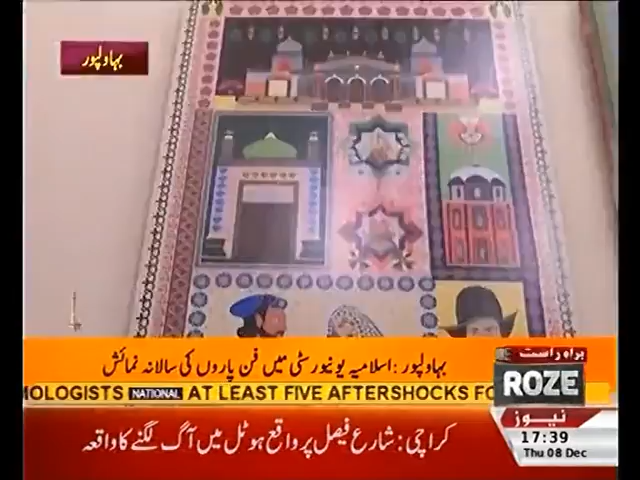 بہاولپور
بہاولپور : اسلامیہ یونیورسٹی میں فن پاروں کی سالانہ نمائش
براہ راست
ROZE
MOLOGISTS NATIONAL AT LEAST FIVE AFTERSHOCKS FO
نیوز
کراچی : شارع فیصل پر واقع ہوٹل میں آگ لگنے کا واقعہ
17:39
Thu 08 Dec